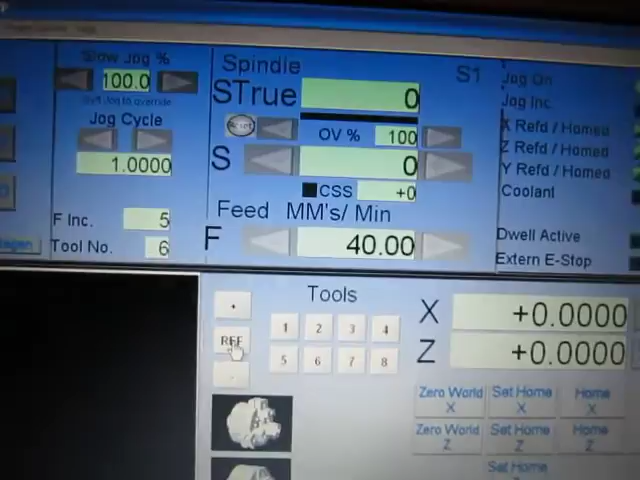 Slow Jog %
100.0
Jog Cycle
1.0000
F Inc. 5
Tool No. 6
Spindle S1
STrue 0
Reset OV% 100
S 0
CSS +0
Feed MM's/ Min
F 40.00
Jog On
Jog Inc.
X Refd / Homed
Z Refd / Homed
Y Refd / Homed
Coolant
Dwell Active
Extern E-Stop
Tools
REF
1 2 3 4
5 6 7 8
X +0.0000
Z +0.0000
Zero World X Set Home X Home X
Zero World Z Set Home Z Home Z
Set Home